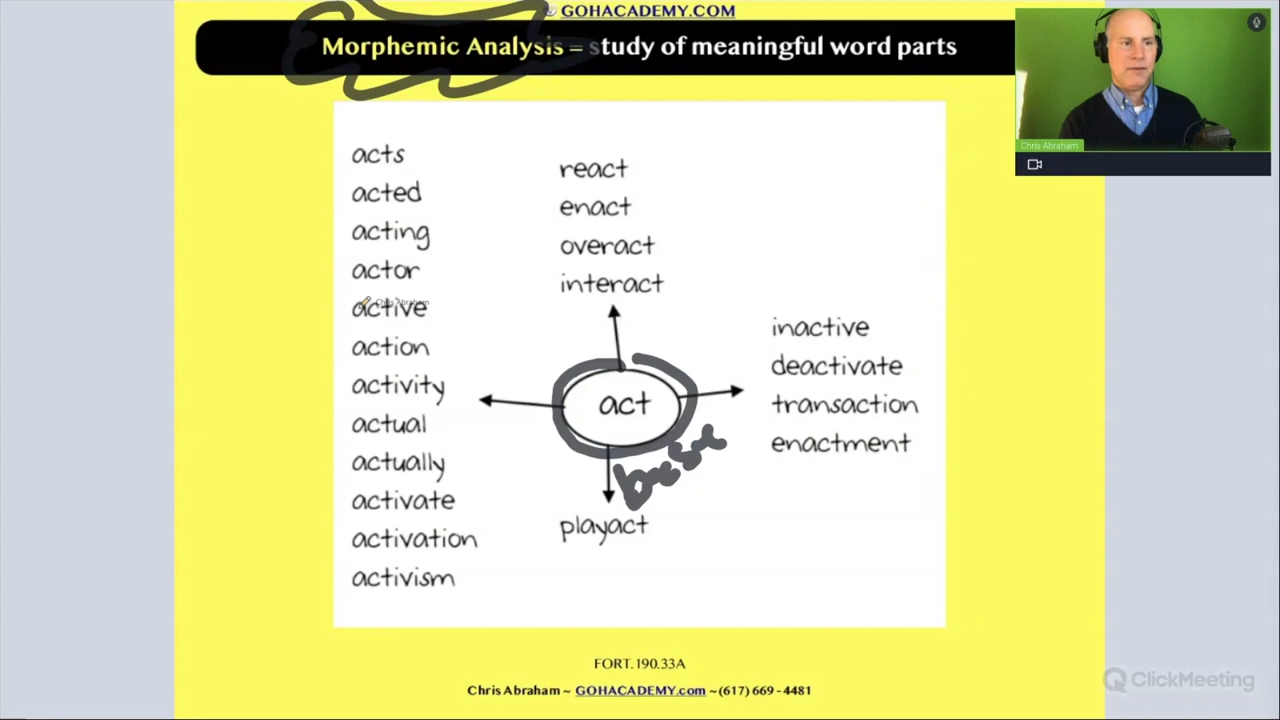 © GOHACADEMY.COM
Morphemic Analysis = study of meaningful word parts
Chris Abraham
acts
acted
acting
actor
Chris Abraham
active
action
activity
actual
actually
activate
activation
activism
react
enact
overact
interact
act
base
playact
inactive
deactivate
transaction
enactment
FORT. 190.33A
Chris Abraham ~ GOHACADEMY.com ~(617) 669 - 4481
ClickMeeting